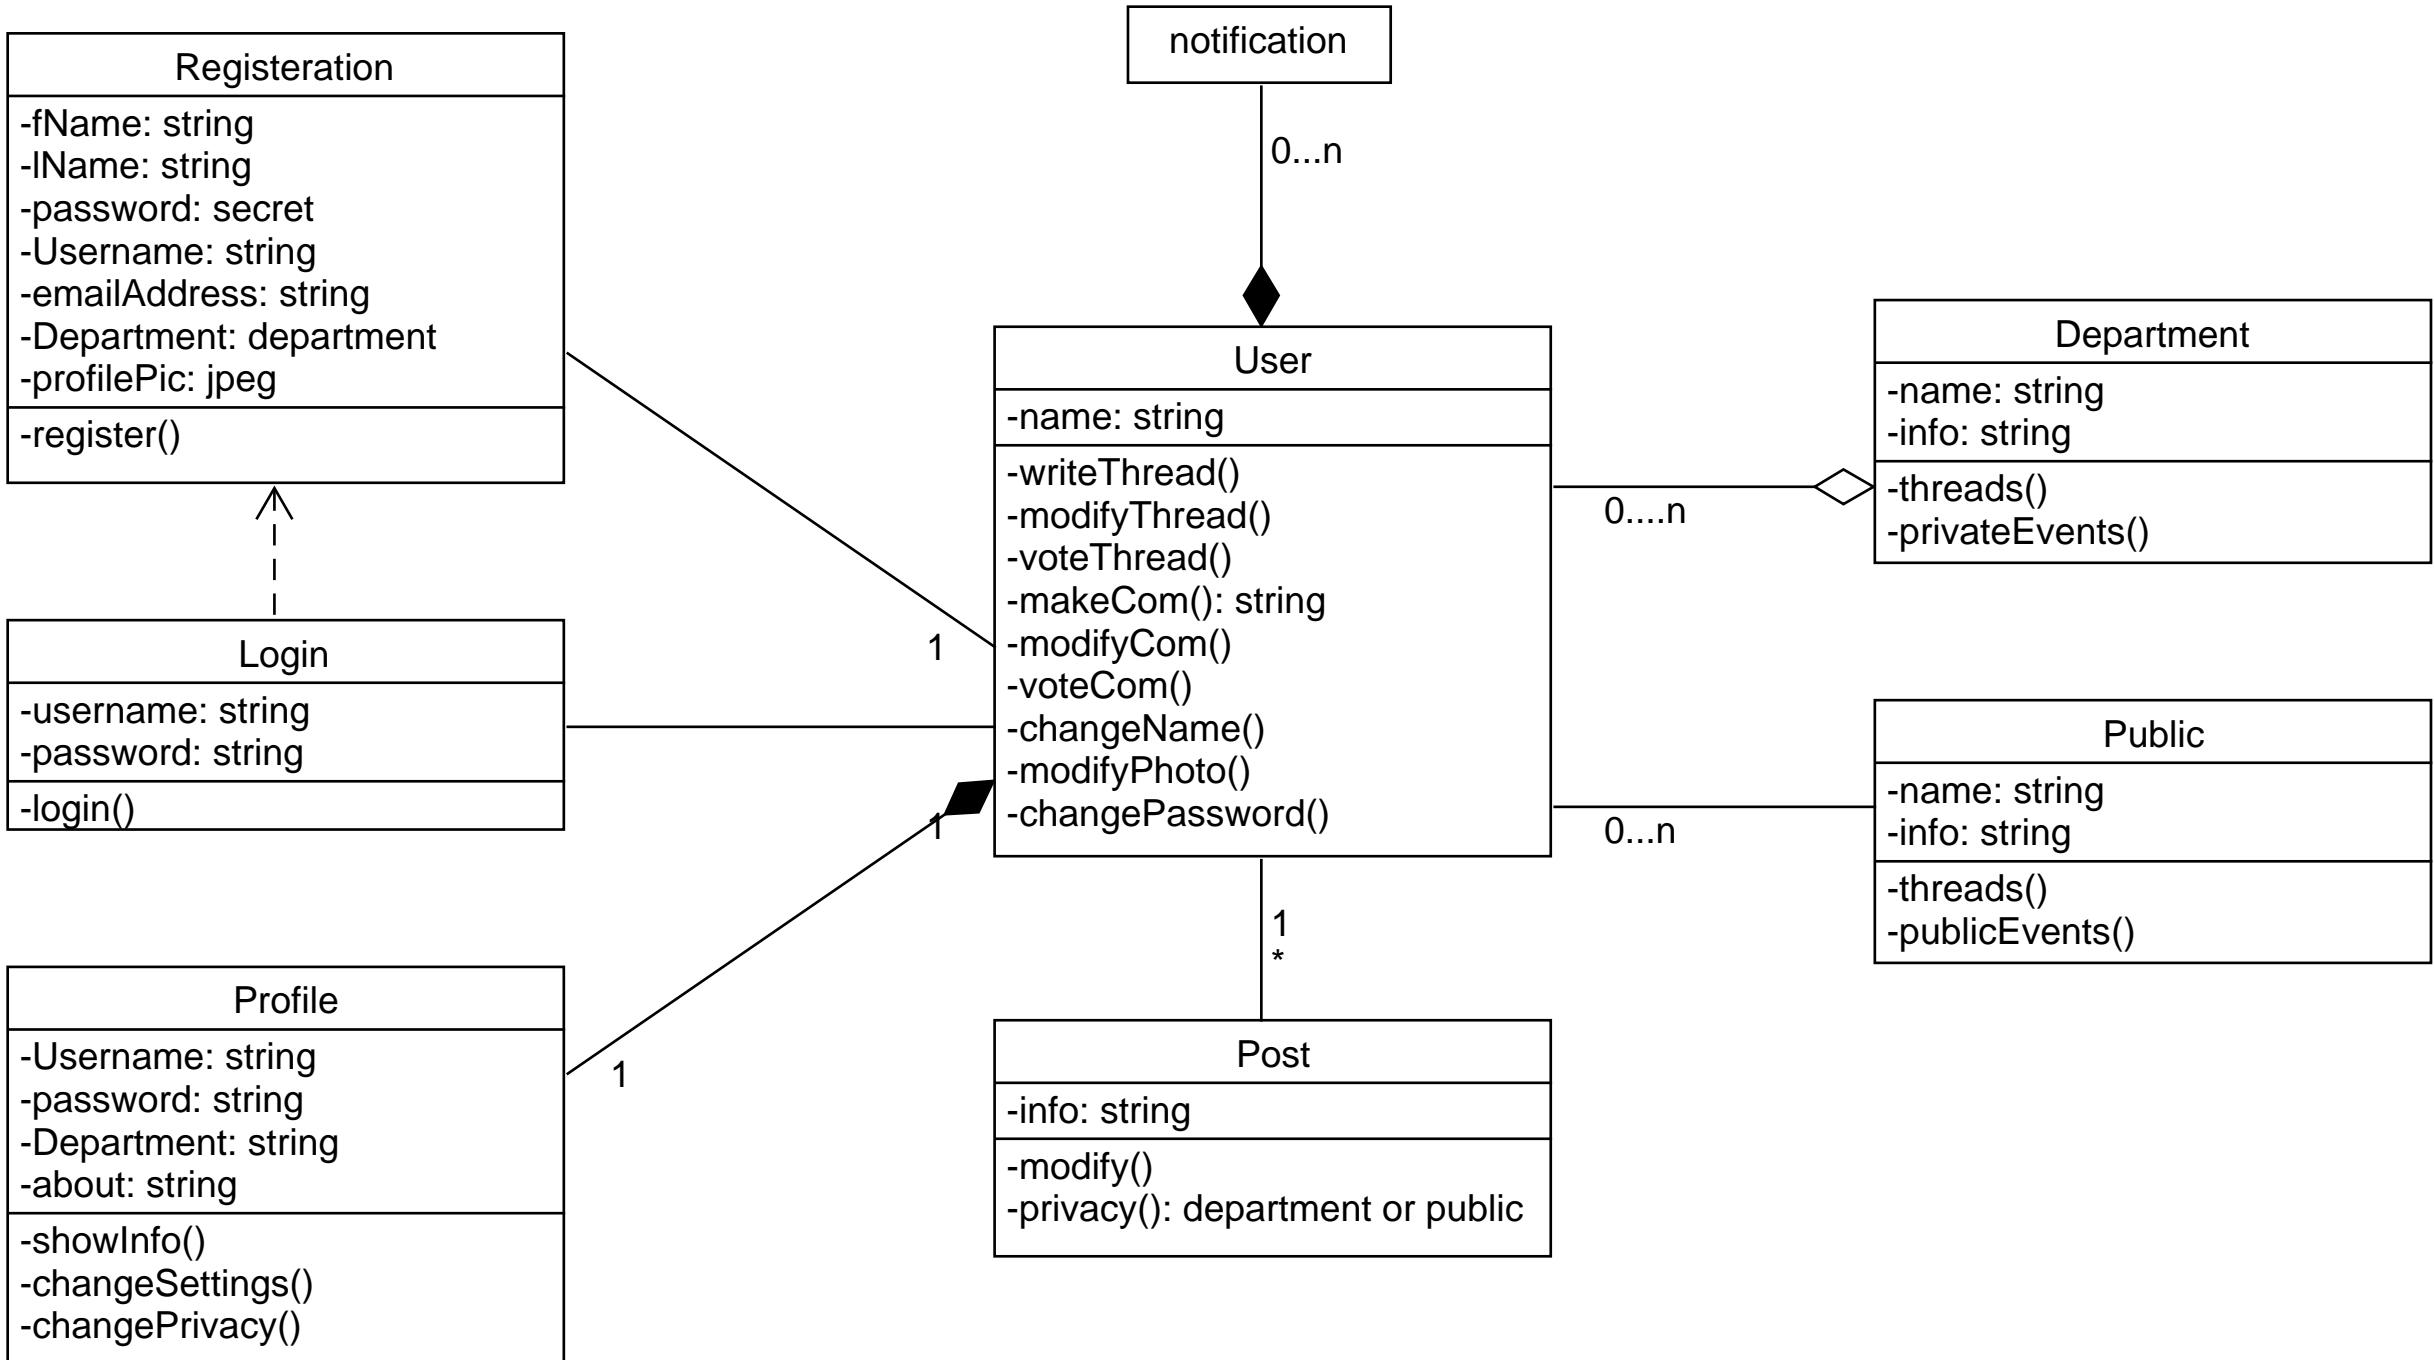 notification
0...n
Registeration
-fName: string
-lName: string
-password: secret
-Username: string
-emailAddress: string
-Department: department
-profilePic: jpeg
-register()
User
-name: string
-writeThread()
-modifyThread()
-voteThread()
-makeCom(): string
-modifyCom()
-voteCom()
-changeName()
-modifyPhoto()
-changePassword()
1
1
Department
-name: string
-info: string
-threads()
-privateEvents()
0....n
Login
-username: string
-password: string
-login()
Public
-name: string
-info: string
-threads()
-publicEvents()
0...n
1
*
Profile
-Username: string
-password: string
-Department: string
-about: string
-showInfo()
-changeSettings()
-changePrivacy()
1
Post
-info: string
-modify()
-privacy(): department or public